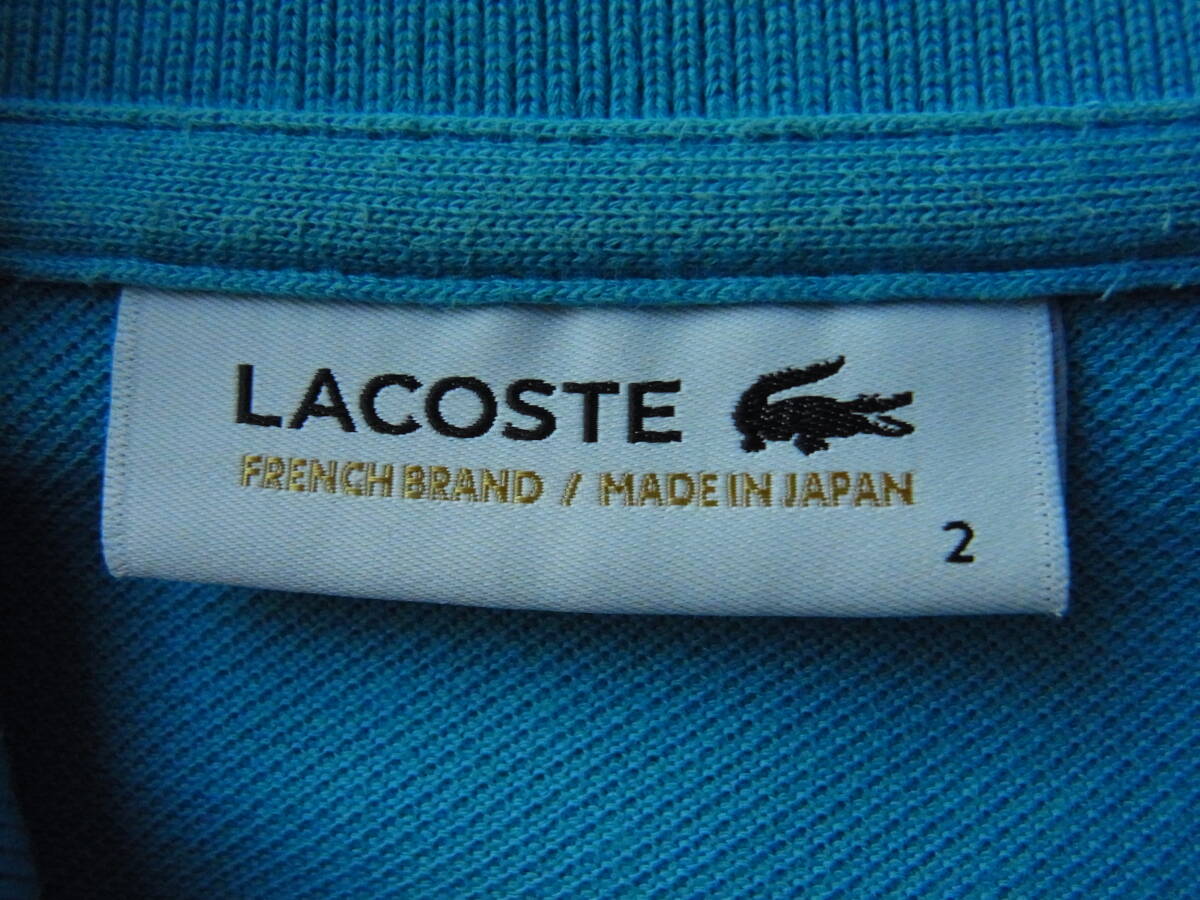 LACOSTE
FRENCH BRAND / MADE IN JAPAN
2